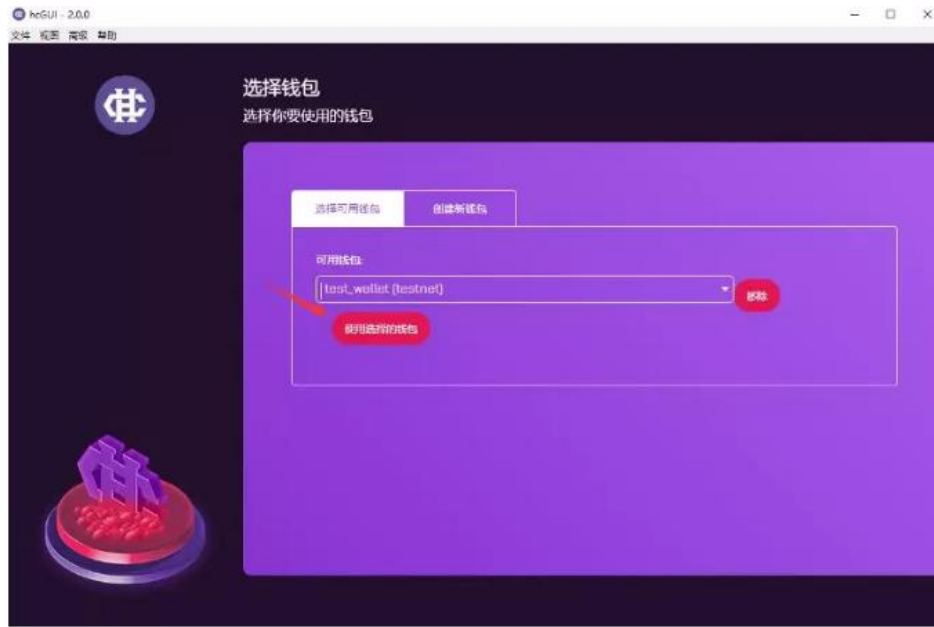 hcGUI - 2.0.0
文件 视图 高级 帮助
选择钱包
选择你要使用的钱包
选择可用钱包 创建新钱包
可用钱包:
test_wallet (testnet)
移除
使用选择的钱包